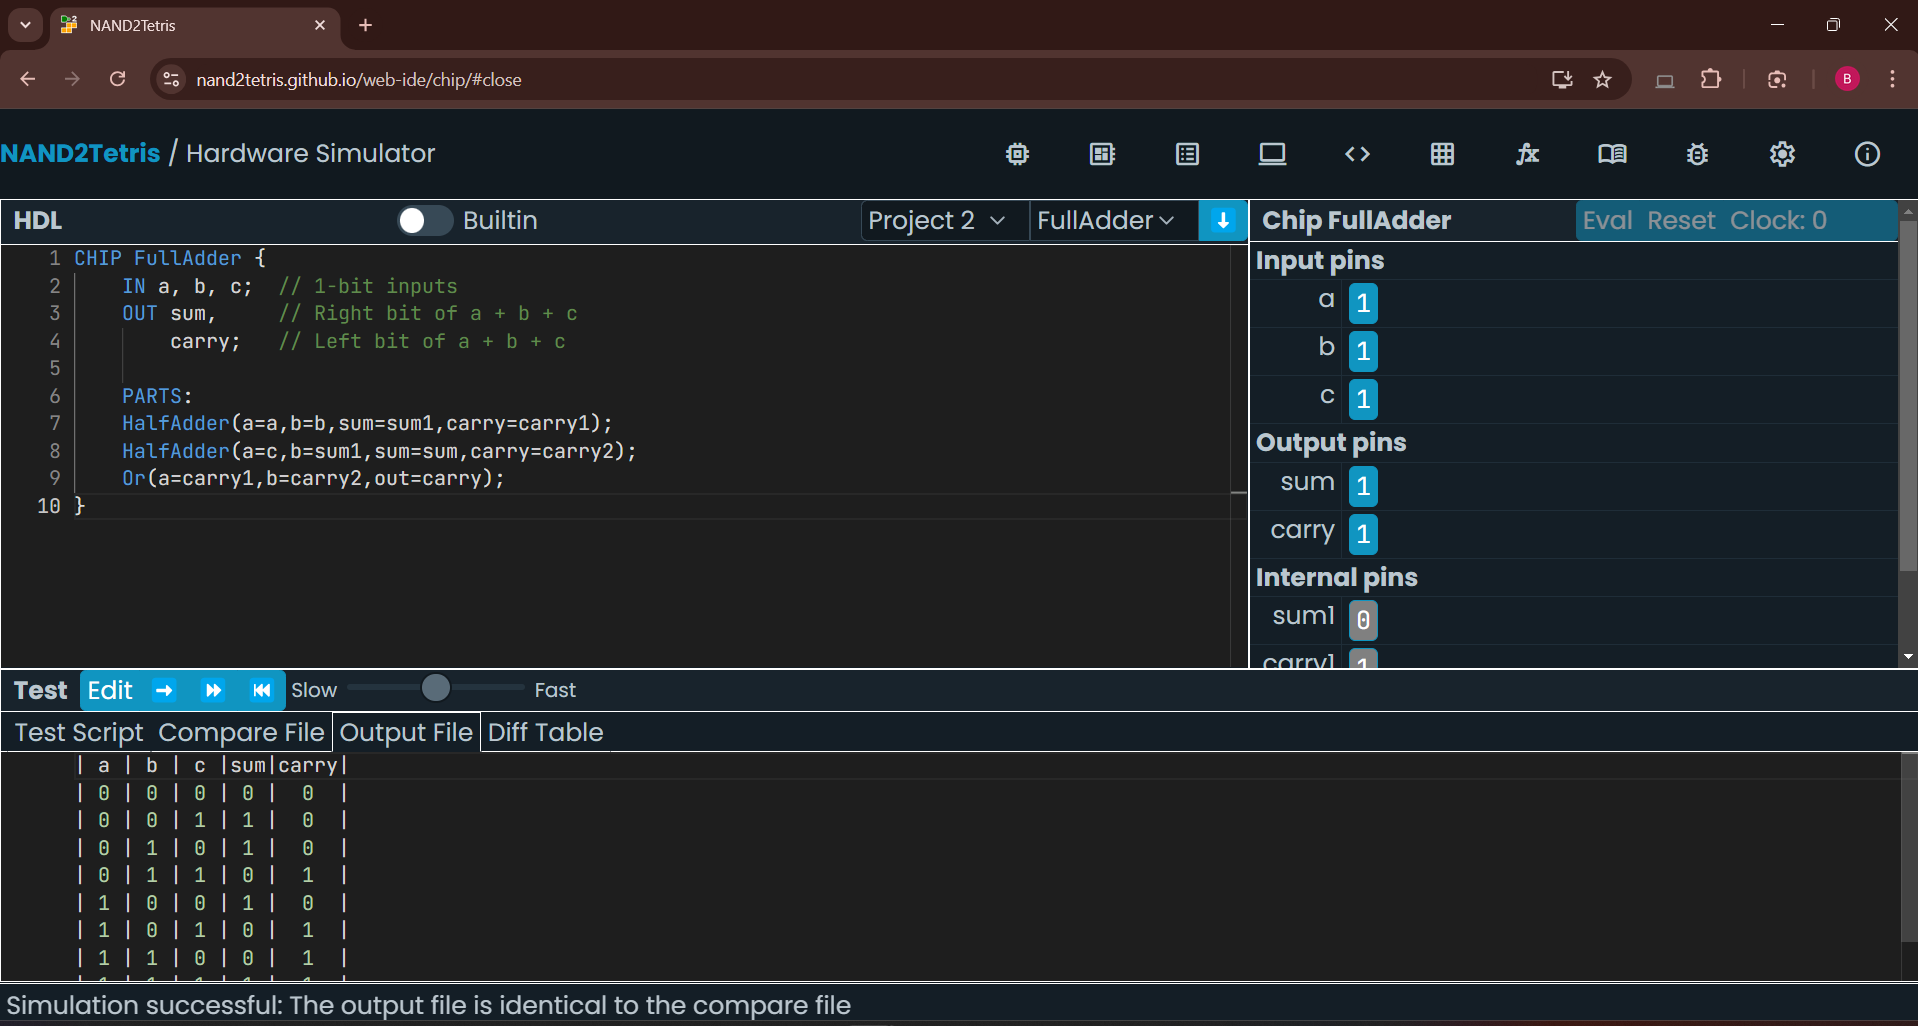 NAND2Tetris
nand2tetris.github.io/web-ide/chip/#close
B
NAND2Tetris / Hardware Simulator
HDL Builtin Project 2 FullAdder
1 CHIP FullAdder {
2 IN a, b, c; // 1-bit inputs
3 OUT sum, // Right bit of a + b + c
4 carry; // Left bit of a + b + c
5
6 PARTS:
7 HalfAdder(a=a,b=b,sum=sum1,carry=carry1);
8 HalfAdder(a=c,b=sum1,sum=sum,carry=carry2);
9 Or(a=carry1,b=carry2,out=carry);
10 }
Chip FullAdder Eval Reset Clock: 0
Input pins
a 1
b 1
c 1
Output pins
sum 1
carry 1
Internal pins
sum1 0
carry1 1
Test Edit Slow Fast
Test Script Compare File Output File Diff Table
| a | b | c |sum|carry|
| 0 | 0 | 0 | 0 | 0 |
| 0 | 0 | 1 | 1 | 0 |
| 0 | 1 | 0 | 1 | 0 |
| 0 | 1 | 1 | 0 | 1 |
| 1 | 0 | 0 | 1 | 0 |
| 1 | 0 | 1 | 0 | 1 |
| 1 | 1 | 0 | 0 | 1 |
| 1 | 1 | 1 | 1 | 1 |
Simulation successful: The output file is identical to the compare file